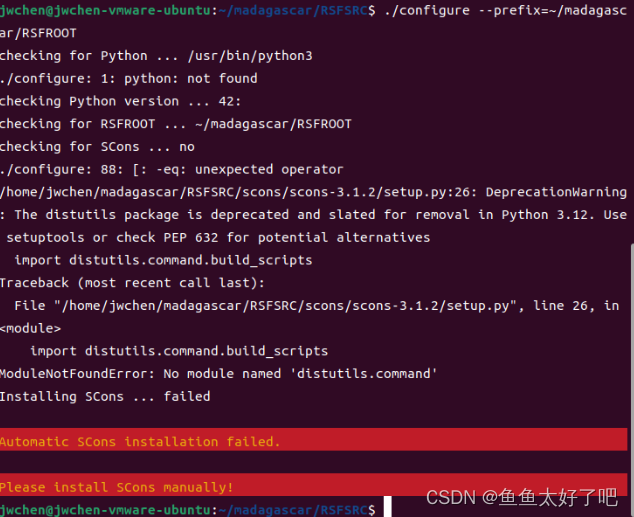 jwchen@jwchen-vmware-ubuntu:~/madagascar/RSFSRC$ ./configure --prefix=~/madagasc
ar/RSFROOT
checking for Python ... /usr/bin/python3
./configure: 1: python: not found
checking Python version ... 42:
checking for RSFROOT ... ~/madagascar/RSFROOT
checking for SCons ... no
./configure: 88: [: -eq: unexpected operator
/home/jwchen/madagascar/RSFSRC/scons/scons-3.1.2/setup.py:26: DeprecationWarning
: The distutils package is deprecated and slated for removal in Python 3.12. Use
 setuptools or check PEP 632 for potential alternatives
  import distutils.command.build_scripts
Traceback (most recent call last):
  File "/home/jwchen/madagascar/RSFSRC/scons/scons-3.1.2/setup.py", line 26, in
<module>
    import distutils.command.build_scripts
ModuleNotFoundError: No module named 'distutils.command'
Installing SCons ... failed
Automatic SCons installation failed.
Please install SCons manually!
jwchen@jwchen-vmware-ubuntu:~/madagascar/RSFSRC$
CSDN @鱼鱼太好了吧